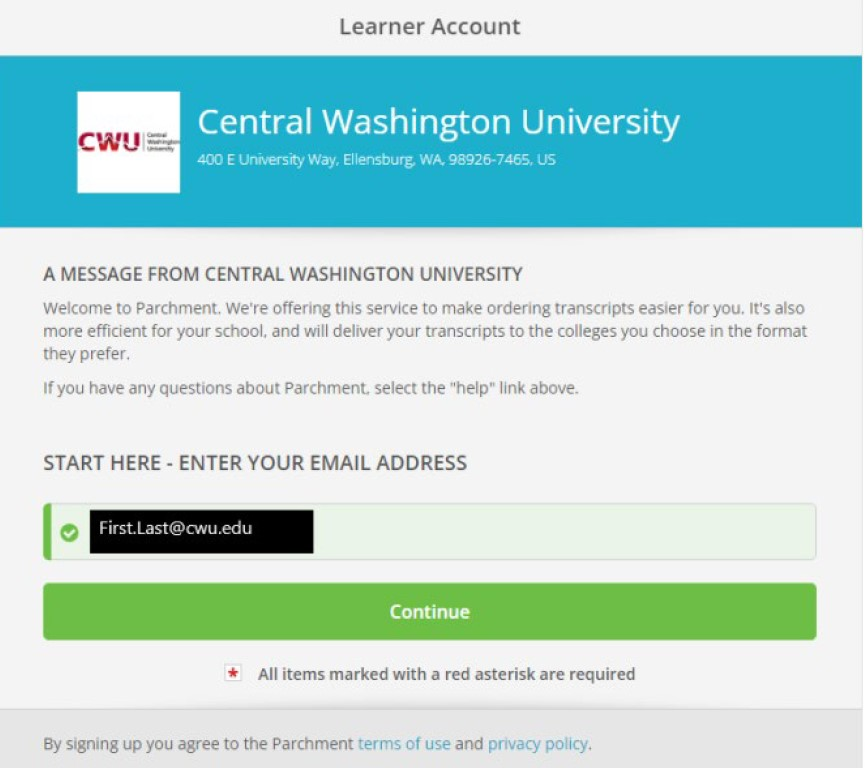 Learner Account
CWU
Central
Washington
University
Central Washington University
400 E University Way, Ellensburg, WA, 98926-7465, US
A MESSAGE FROM CENTRAL WASHINGTON UNIVERSITY
Welcome to Parchment. We're offering this service to make ordering transcripts easier for you. It's also
more efficient for your school, and will deliver your transcripts to the colleges you choose in the format
they prefer.
If you have any questions about Parchment, select the "help" link above.
START HERE - ENTER YOUR EMAIL ADDRESS
First.Last@cwu.edu
Continue
* All items marked with a red asterisk are required
By signing up you agree to the Parchment terms of use and privacy policy.